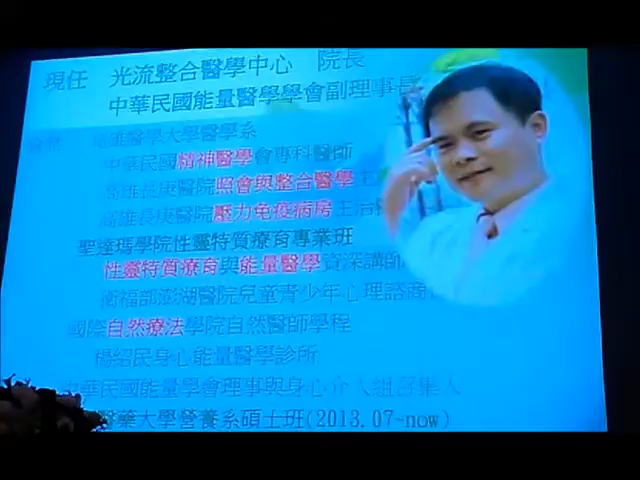 現任 光流整合醫學中心 院長
中華民國能量醫學學會副理事長
高雄醫學大學醫學系
中華民國精神醫學會專科醫師
高雄長庚醫院照會與整合醫學主
高雄長庚醫院壓力免疫病房主治
聖達瑪學院性靈特質療育專業班
性靈特質療育與能量醫學資深講師
衛福部澎湖醫院兒童青少年心理諮商
國際自然療法學院自然醫師學程
楊紹民身心能量醫學診所
中華民國能量學會理事與身心介入組召集人
醫藥大學營養系碩士班(2013.07~now)